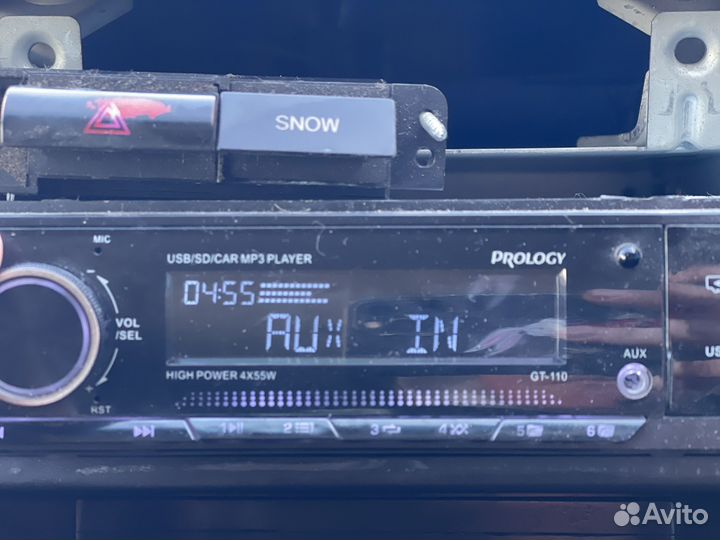 SNOW
MIC
USB/SD/CAR MP3 PLAYER
PROLOGY
04:55
AUX IN
VOL
/SEL
AUX
HIGH POWER 4X55W
GT-110
RST
1
2
3
4
5
6
Avito